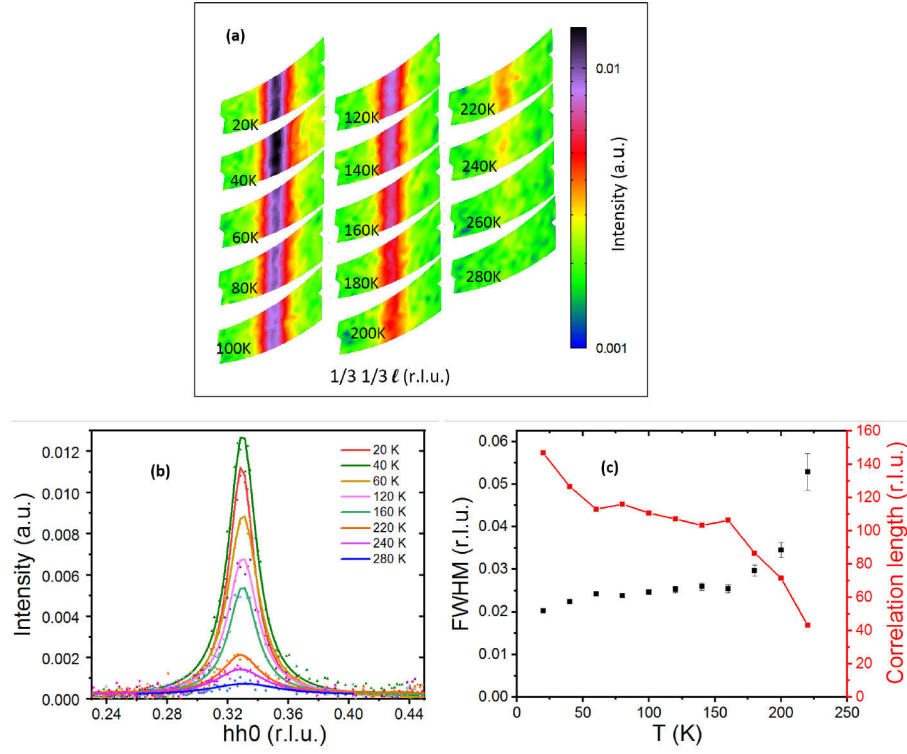 (a)
20K
40K
60K
80K
100K
120K
140K
160K
180K
200K
220K
240K
260K
280K
1/3 1/3 ℓ (r.l.u.)
0.01
0.001
Intensity (a.u.)
(b)
20 K
40 K
60 K
120 K
160 K
220 K
240 K
280 K
0.012
0.010
0.008
0.006
0.004
0.002
0.000
Intensity (a.u.)
0.24 0.28 0.32 0.36 0.40 0.44
hh0 (r.l.u.)
(c)
0.06
0.05
0.04
0.03
0.02
0.01
0.00
FWHM (r.l.u.)
0 50 100 150 200 250
T (K)
160
140
120
100
80
60
40
20
0
Correlation length (r.l.u.)